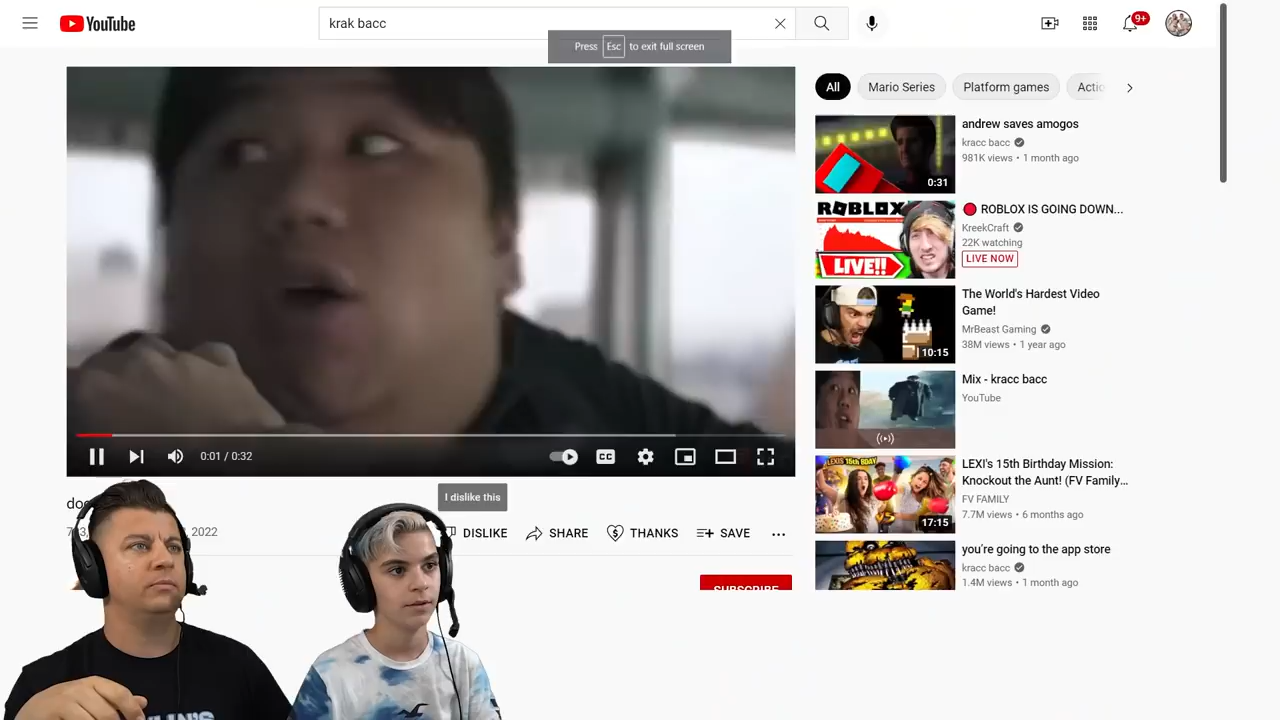 YouTube
krak bacc
9+
Press Esc to exit full screen
All
Mario Series
Platform games
Actio
andrew saves amogos
kracc bacc
981K views • 1 month ago
0:31
ROBLOX
LIVE!!
🔴 ROBLOX IS GOING DOWN...
KreekCraft
22K watching
LIVE NOW
The World's Hardest Video
Game!
MrBeast Gaming
38M views • 1 year ago
10:15
Mix - kracc bacc
YouTube
LEXI's 15th Birthday Mission:
Knockout the Aunt! (FV Family...
FV FAMILY
7.7M views • 6 months ago
17:15
you're going to the app store
kracc bacc
1.4M views • 1 month ago
0:01 / 0:32
CC
I dislike this
2022
DISLIKE
SHARE
THANKS
SAVE
SUBSCRIBE